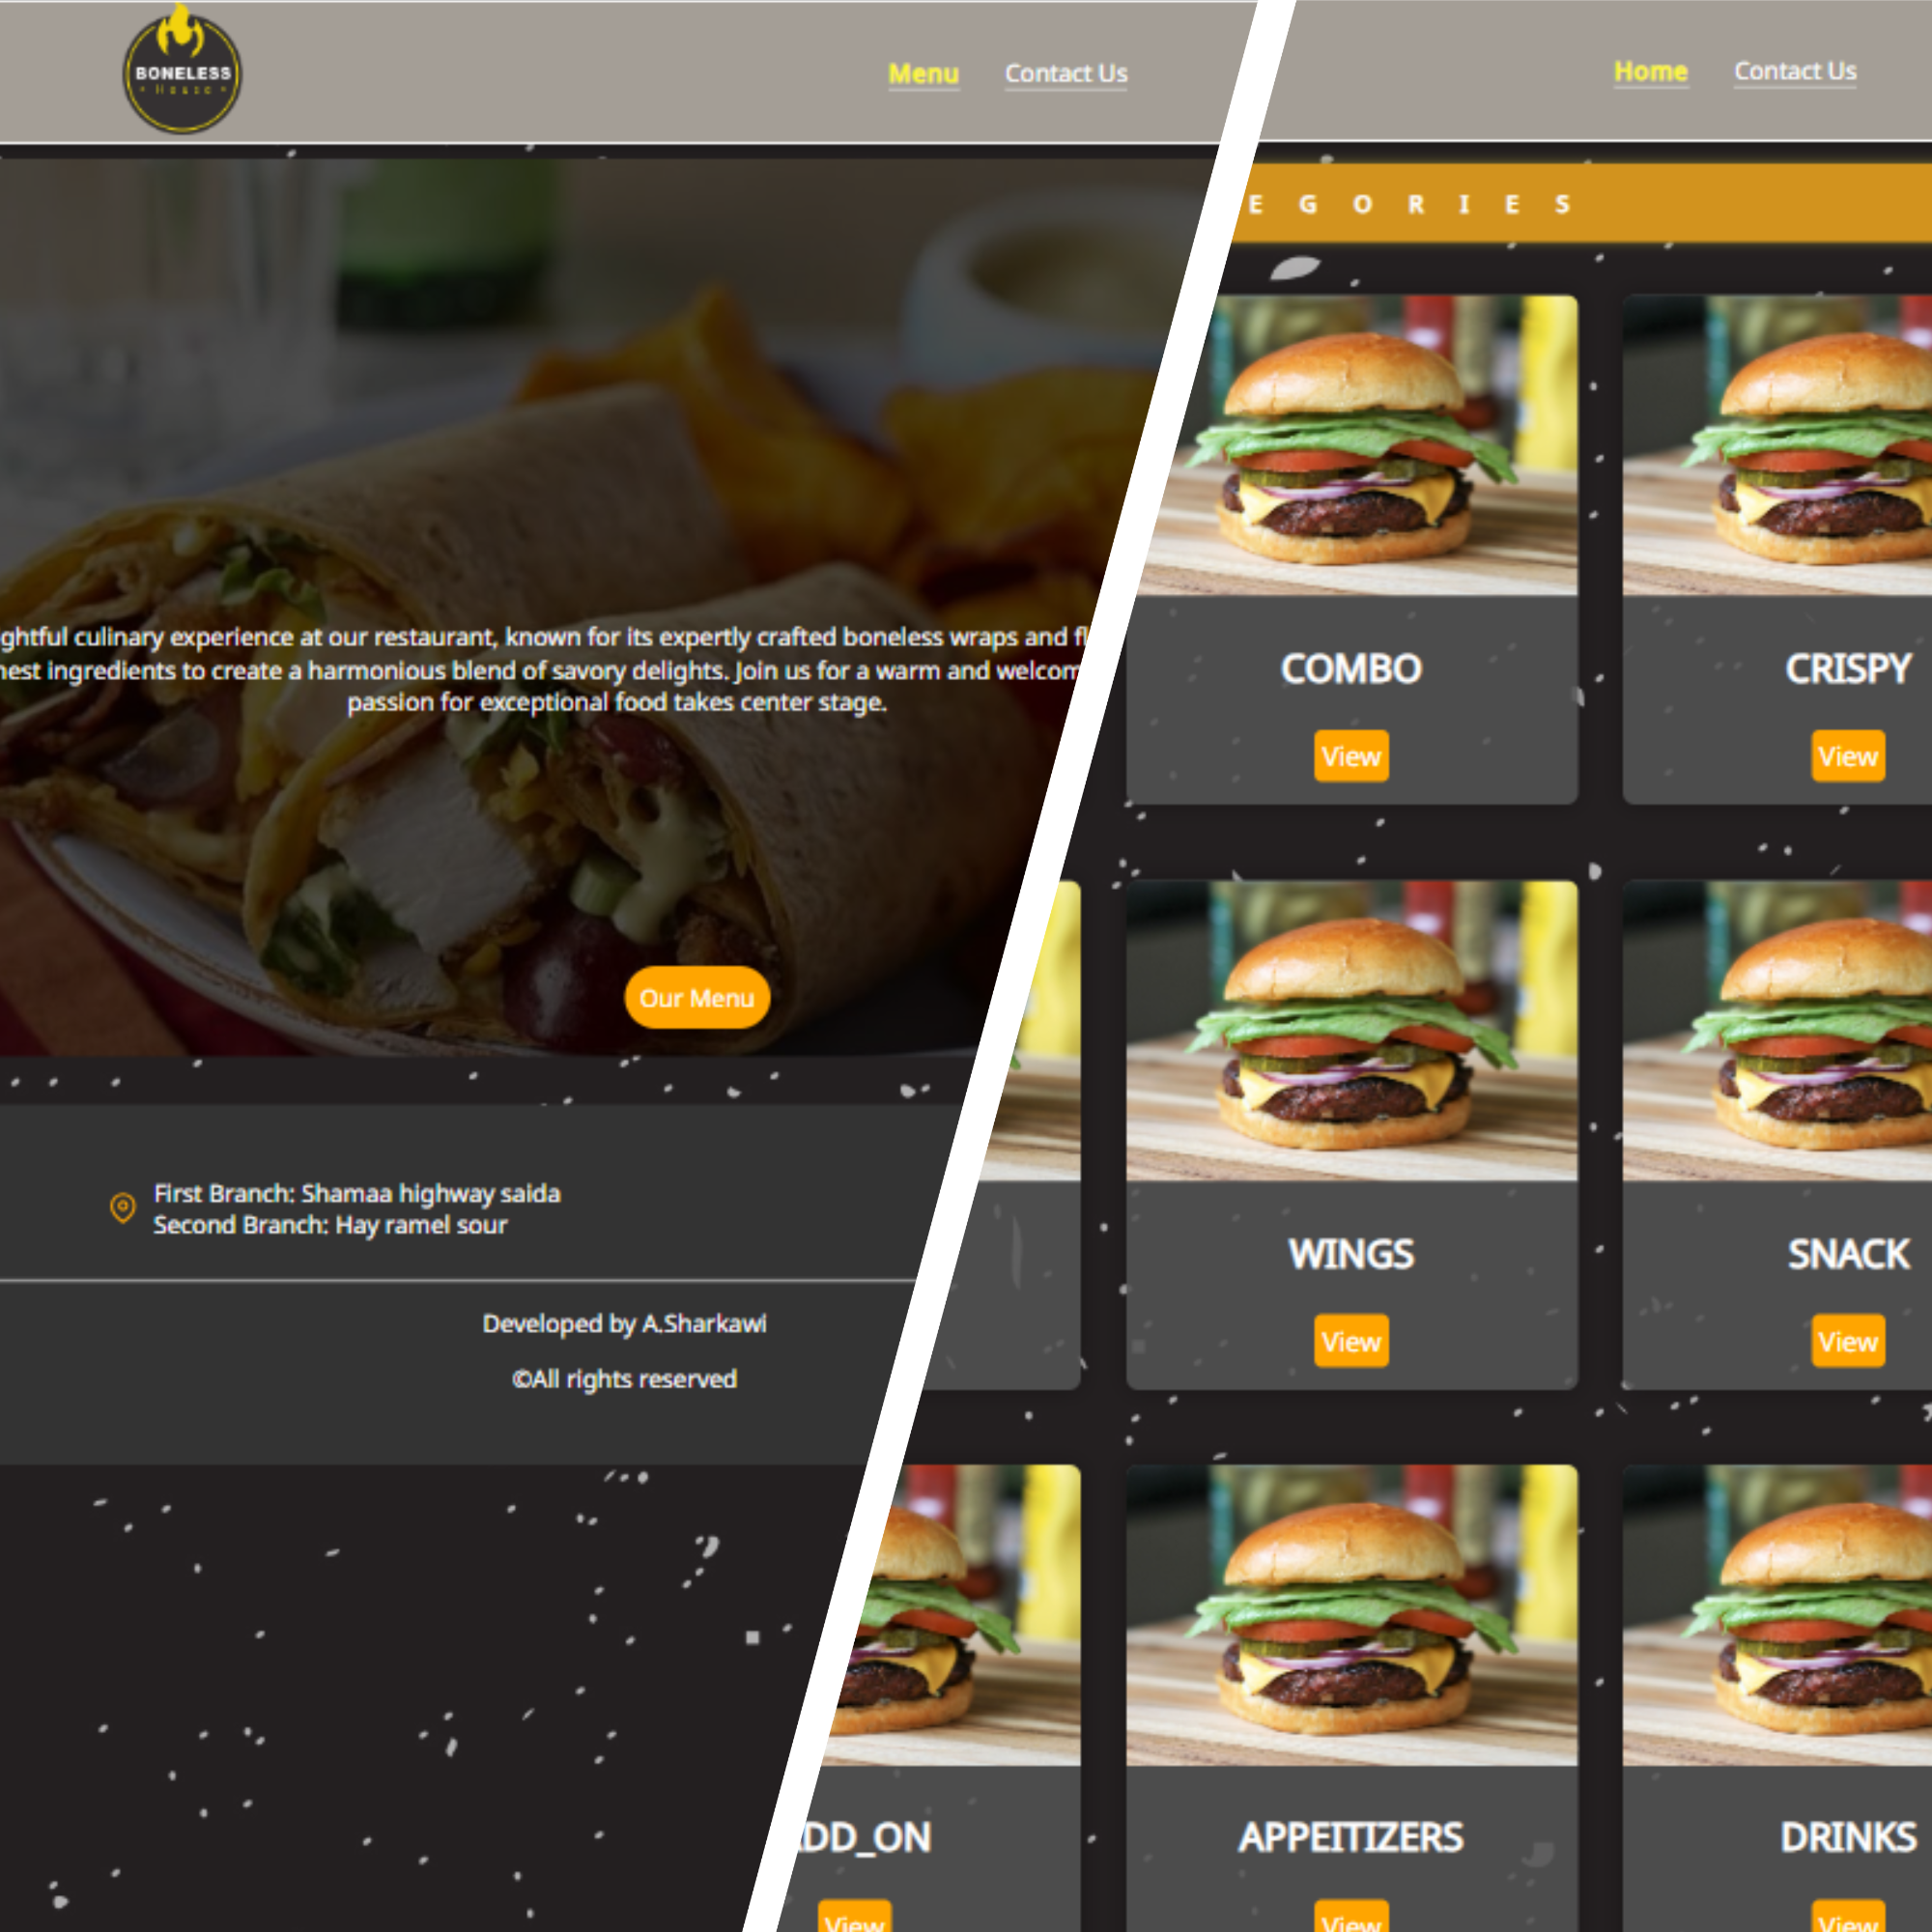 BONELESS
House
Menu Contact Us
ghtful culinary experience at our restaurant, known for its expertly crafted boneless wraps and fl
nest ingredients to create a harmonious blend of savory delights. Join us for a warm and welcom
passion for exceptional food takes center stage.
Our Menu
First Branch: Shamaa highway saida
Second Branch: Hay ramel sour
Developed by A.Sharkawi
©All rights reserved
Home Contact Us
EGORIES
COMBO
View
CRISPY
View
WINGS
View
SNACK
View
DD_ON
View
APPEITIZERS
View
DRINKS
View